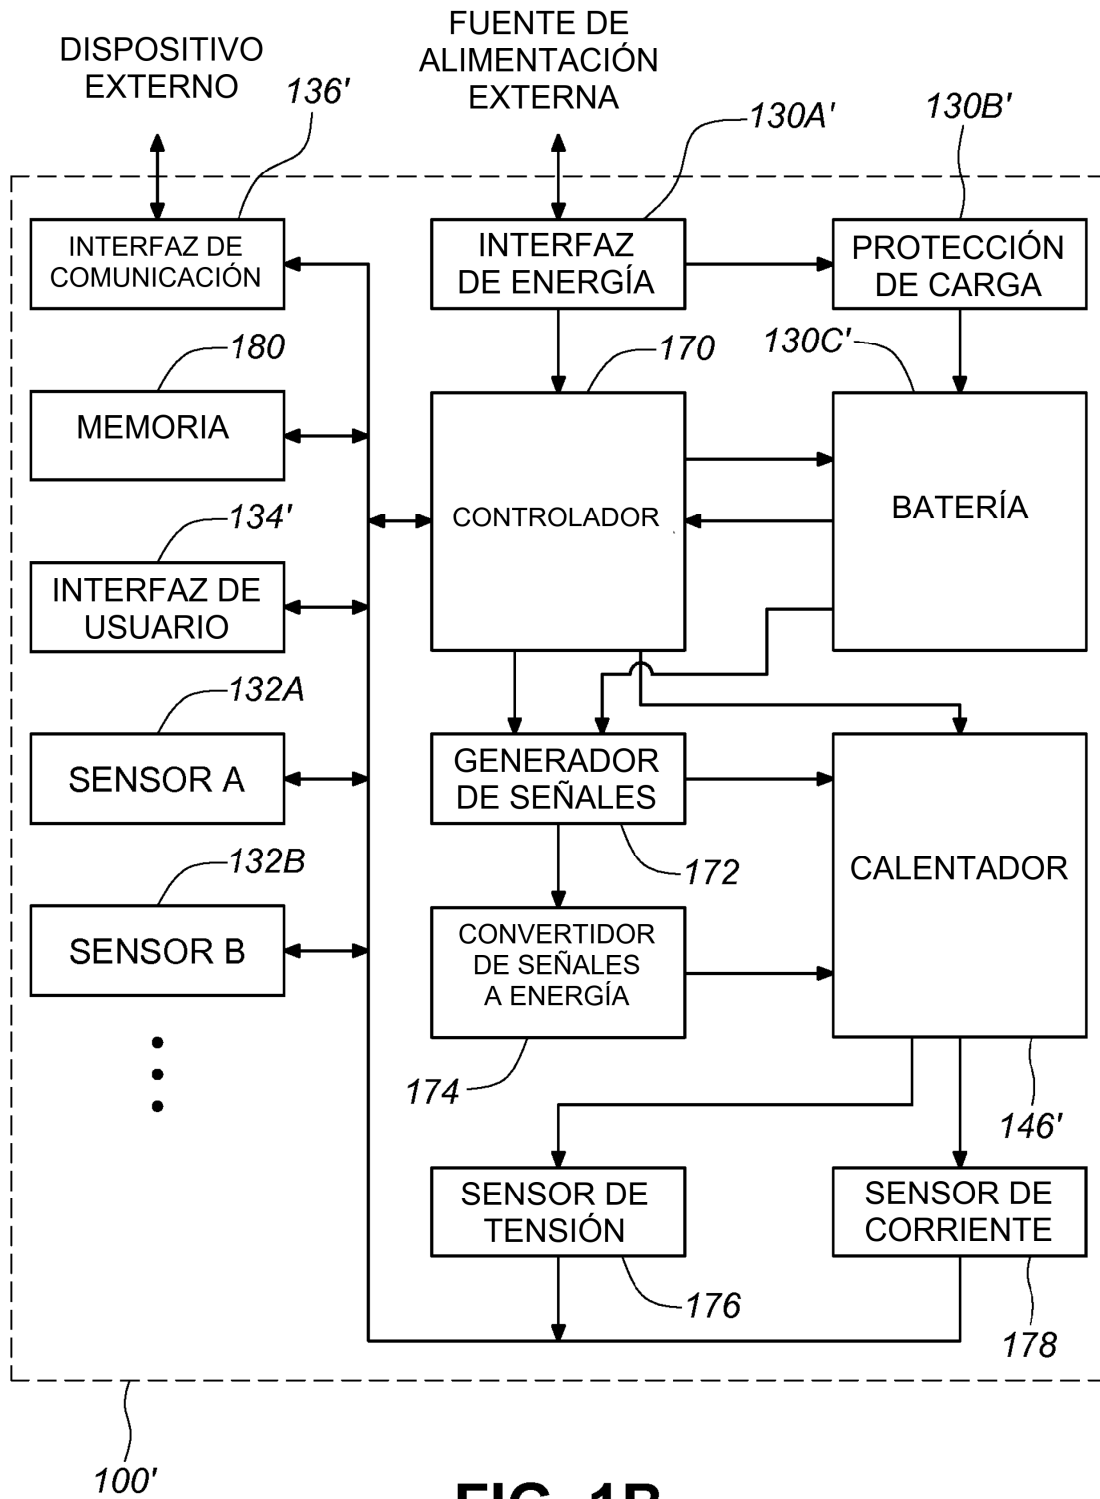 DISPOSITIVO
EXTERNO
FUENTE DE
ALIMENTACIÓN
EXTERNA
136'
130A'
130B'
INTERFAZ DE
COMUNICACIÓN
INTERFAZ
DE ENERGÍA
PROTECCIÓN
DE CARGA
180
170
130C'
MEMORIA
CONTROLADOR
BATERÍA
134'
INTERFAZ DE
USUARIO
132A
SENSOR A
GENERADOR
DE SEÑALES
172
CALENTADOR
132B
SENSOR B
CONVERTIDOR
DE SEÑALES
A ENERGÍA
174
146'
SENSOR DE
TENSIÓN
SENSOR DE
CORRIENTE
176
178
100'
FIG. 1B